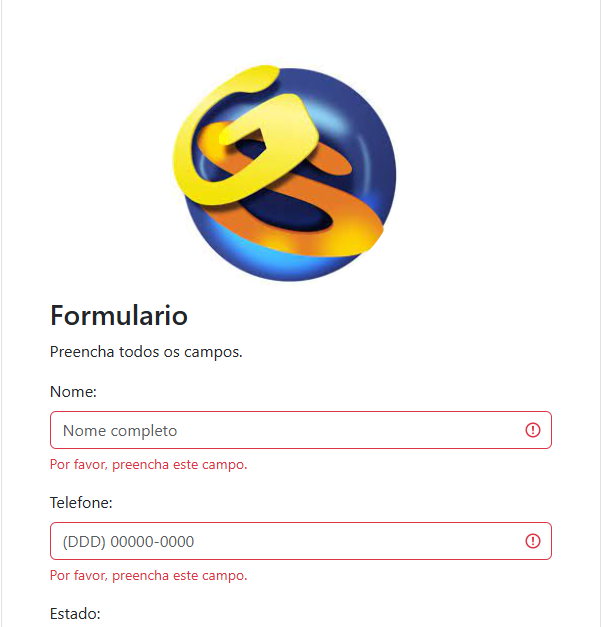 GS
Formulario
Preencha todos os campos.
Nome:
Nome completo
Por favor, preencha este campo.
Telefone:
(DDD) 00000-0000
Por favor, preencha este campo.
Estado: